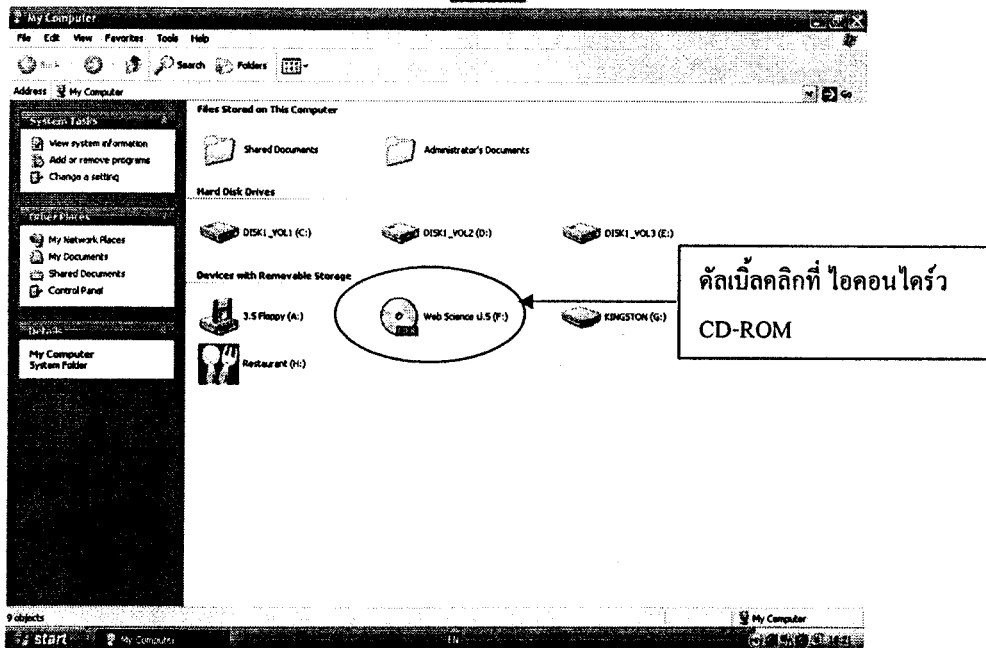 My Computer
File Edit View Favorites Tools Help
Back Search Folders
Address My Computer Go
System Tasks
View system information
Add or remove programs
Change a setting
Other Places
My Network Places
My Documents
Shared Documents
Control Panel
Details
My Computer
System Folder
Files Stored on This Computer
Shared Documents Administrator's Documents
Hard Disk Drives
DISK1_VOL1 (C:) DISK1_VOL2 (D:) DISK1_VOL3 (E:)
Devices with Removable Storage
3.5 Floppy (A:) Web Science ป.5 (F:) KINGSTON (G:)
Restaurant (H:)
ดัลเบิ้ลคลิกที่ ไอคอนไดร์ว
CD-ROM
9 objects My Computer
start My Computer EN